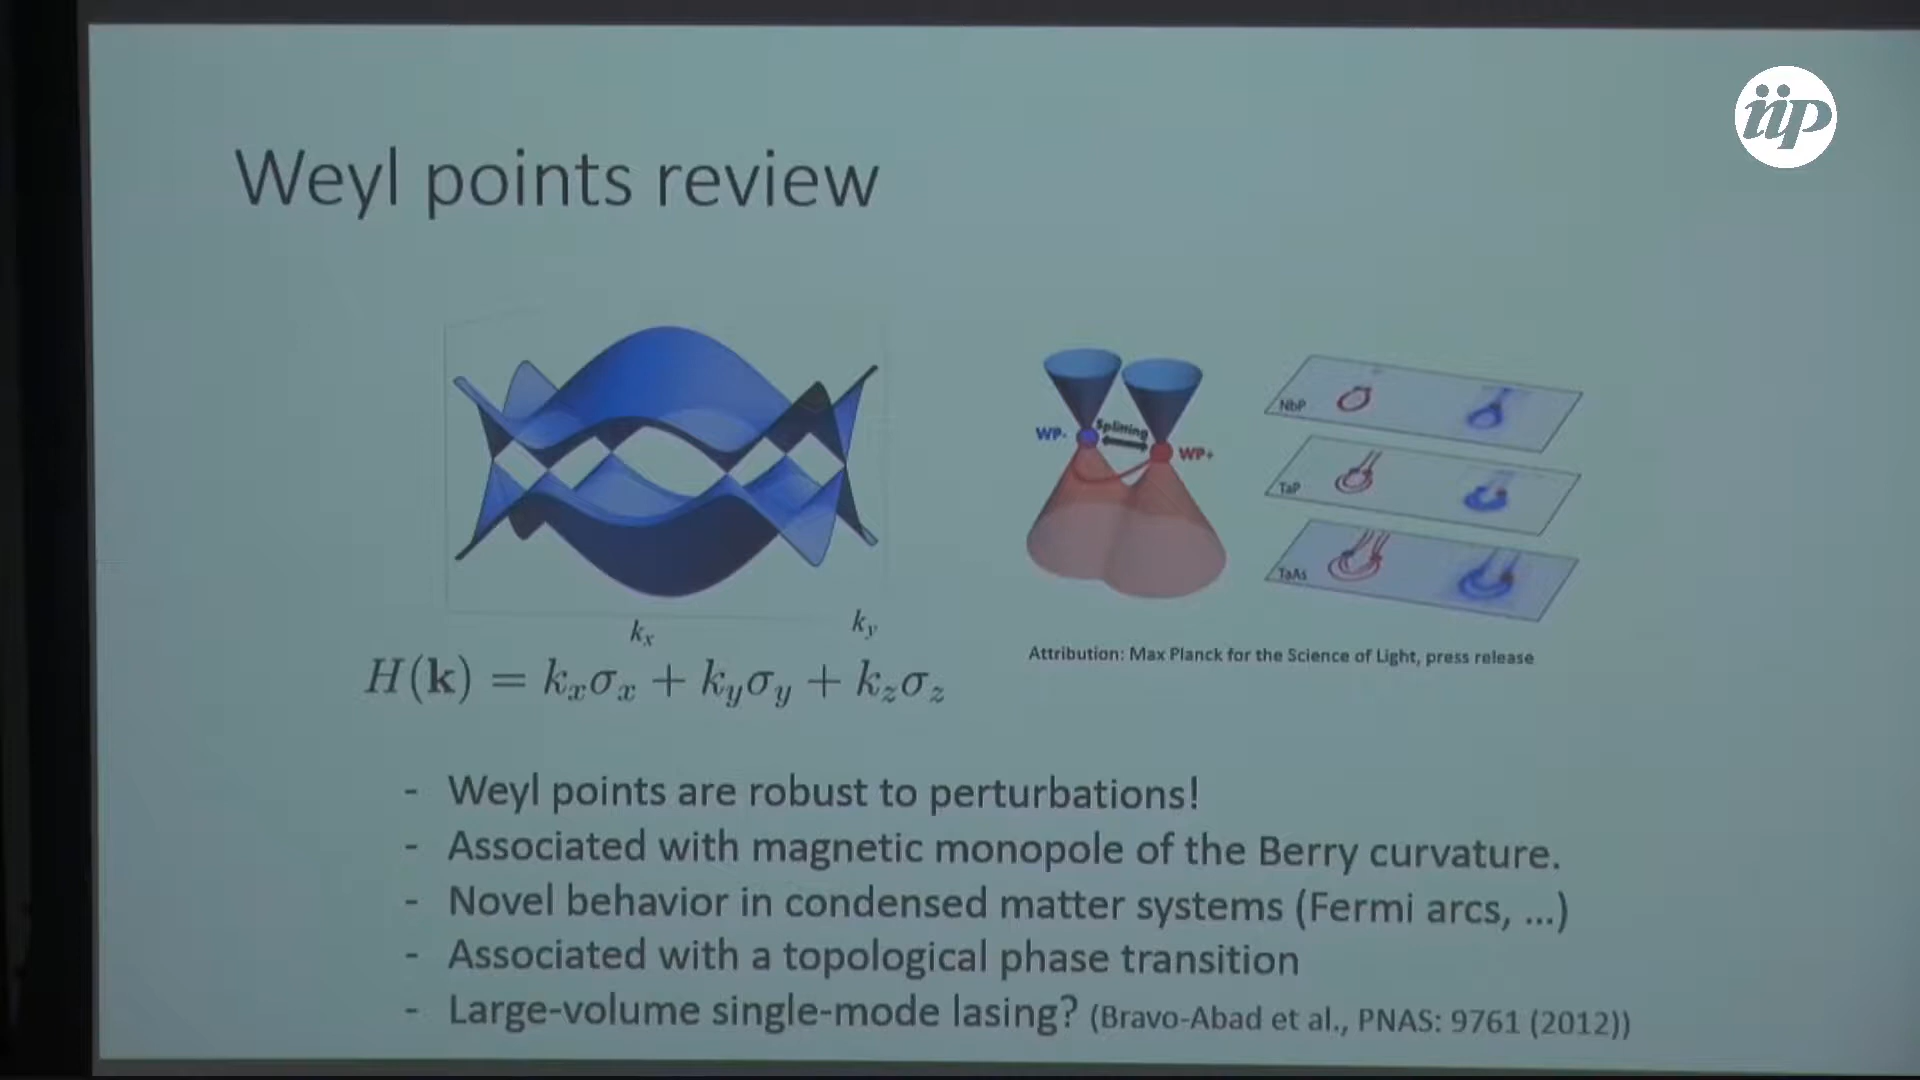 iip
Weyl points review
WP-
Splitting
WP+
NbP
TaP
TaAs
k_x
k_y
Attribution: Max Planck for the Science of Light, press release
H(k) = k_xσ_x + k_yσ_y + k_zσ_z
- Weyl points are robust to perturbations!
- Associated with magnetic monopole of the Berry curvature.
- Novel behavior in condensed matter systems (Fermi arcs, ...)
- Associated with a topological phase transition
- Large-volume single-mode lasing? (Bravo-Abad et al., PNAS: 9761 (2012))